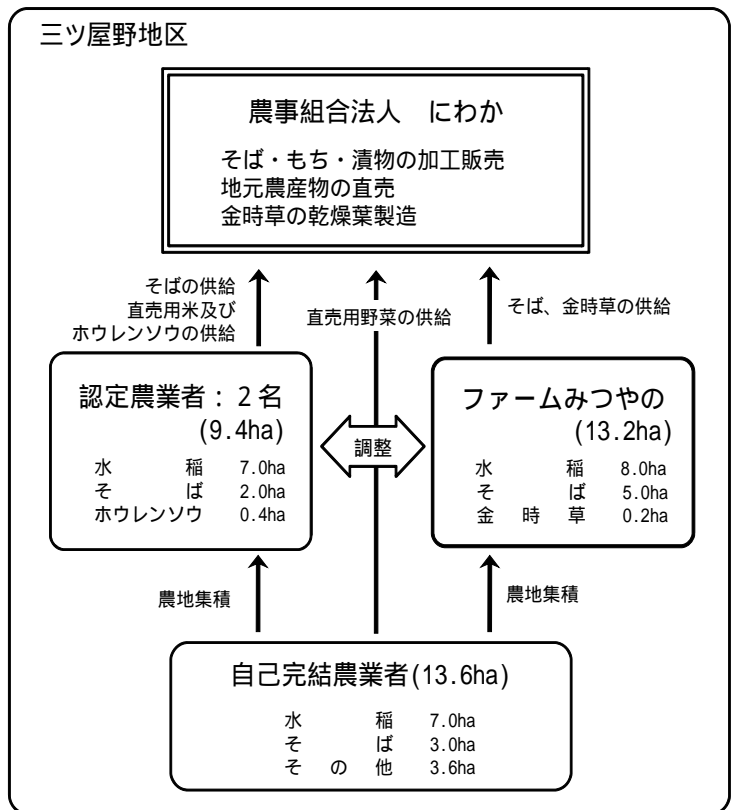 三ツ屋野地区
農事組合法人 にわか
そば・もち・漬物の加工販売
地元農産物の直売
金時草の乾燥葉製造
そばの供給
直売用米及び
ホウレンソウの供給
直売用野菜の供給
そば、金時草の供給
認定農業者：２名
(9.4ha)
水稲 7.0ha
そば 2.0ha
ホウレンソウ 0.4ha
調整
ファームみつやの
(13.2ha)
水稲 8.0ha
そば 5.0ha
金時草 0.2ha
農地集積
農地集積
自己完結農業者(13.6ha)
水稲 7.0ha
そば 3.0ha
その他 3.6ha